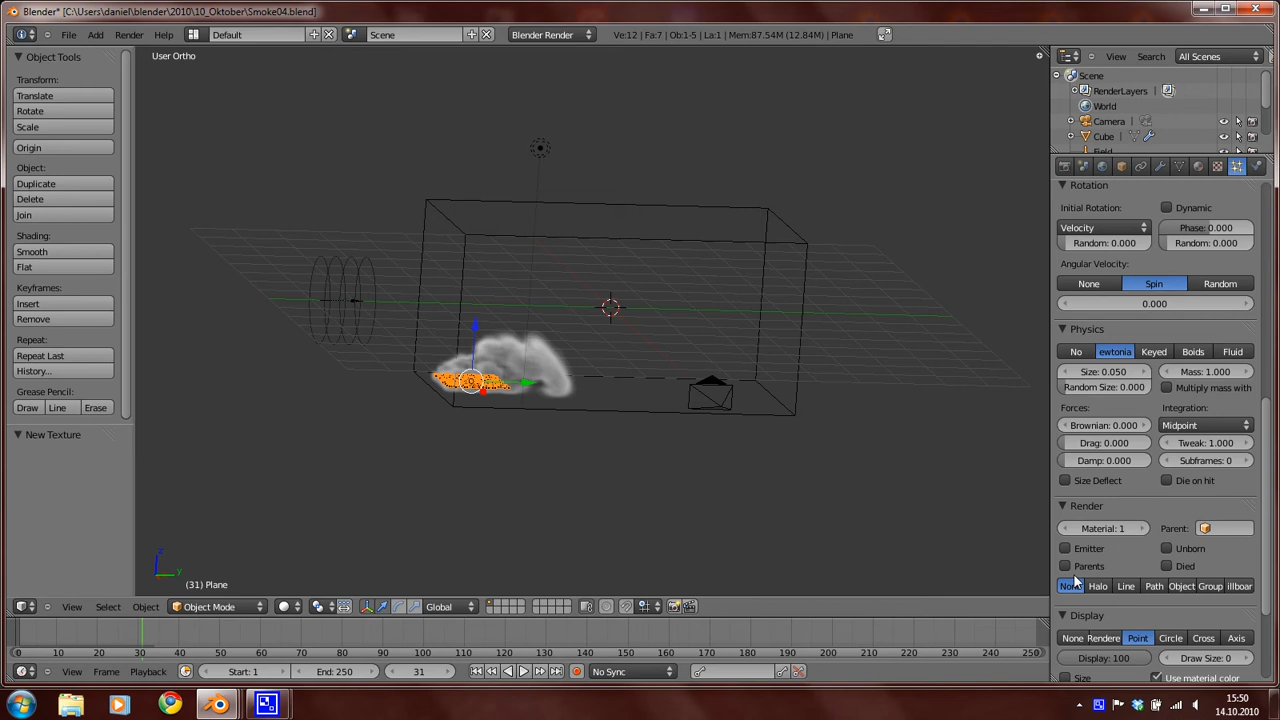 Blender* [C:\Users\daniel\blender\2010\10_Oktober\Smoke04.blend]
File Add Render Help Default Scene Blender Render Ve:12 | Fa:7 | Ob:1-5 | La:1 | Mem:87.54M (12.84M) | Plane
View Search All Scenes
Object Tools
Transform:
Translate
Rotate
Scale
Origin
Object:
Duplicate
Delete
Join
Shading:
Smooth
Flat
Keyframes:
Insert
Remove
Repeat:
Repeat Last
History...
Grease Pencil:
Draw Line Erase
New Texture
User Ortho
(31) Plane
View Select Object Object Mode Global
0 10 20 30 40 50 60 70 80 90 100 110 120 130 140 150 160 170 180 190 200 210 220 230 240 250
View Frame Playback Start: 1 End: 250 31 No Sync
Scene
RenderLayers
World
Camera
Cube
Field
Rotation
Initial Rotation: Dynamic
Velocity Phase: 0.000
Random: 0.000 Random: 0.000
Angular Velocity:
None Spin Random
0.000
Physics
No ewtonia Keyed Boids Fluid
Size: 0.050 Mass: 1.000
Random Size: 0.000 Multiply mass with
Forces: Integration:
Brownian: 0.000 Midpoint
Drag: 0.000 Tweak: 1.000
Damp: 0.000 Subframes: 0
Size Deflect Die on hit
Render
Material: 1 Parent:
Emitter Unborn
Parents Died
None Halo Line Path Object Group illboar
Display
None Rendere Point Circle Cross Axis
Display: 100 Draw Size: 0
Size Use material color
z
y
15:50
14.10.2010